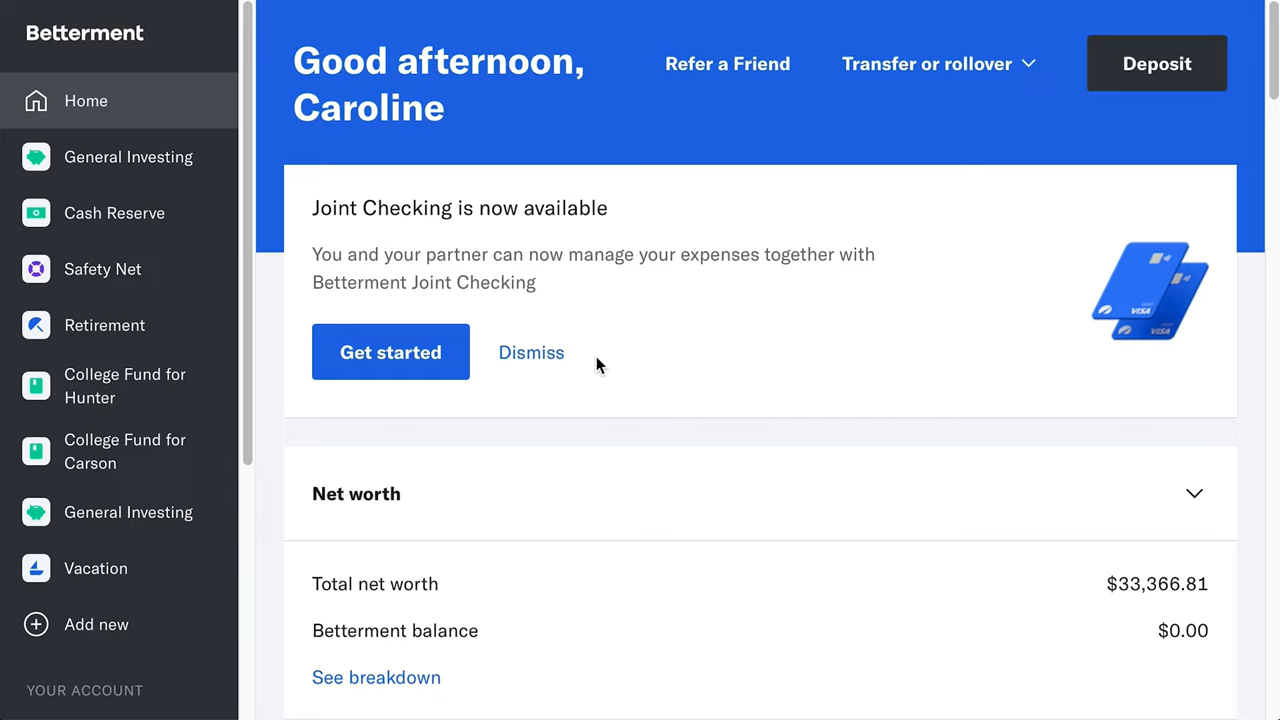 Betterment
Home
General Investing
Cash Reserve
Safety Net
Retirement
College Fund for
Hunter
College Fund for
Carson
General Investing
Vacation
Add new
YOUR ACCOUNT
Good afternoon,
Caroline
Refer a Friend
Transfer or rollover
Deposit
Joint Checking is now available
You and your partner can now manage your expenses together with
Betterment Joint Checking
Get started
Dismiss
VISA
VISA
Net worth
Total net worth $33,366.81
Betterment balance $0.00
See breakdown